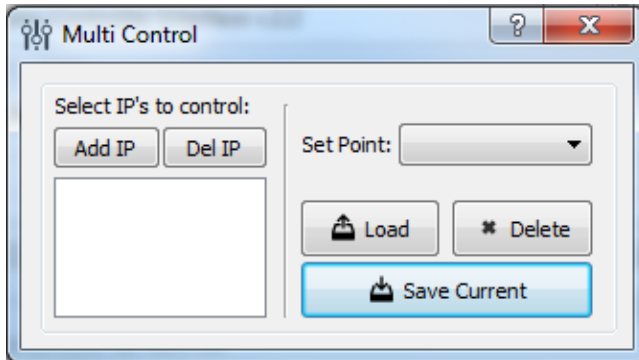 Multi Control
?
X
Select IP's to control:
Add IP
Del IP
Set Point:
Load
Delete
Save Current